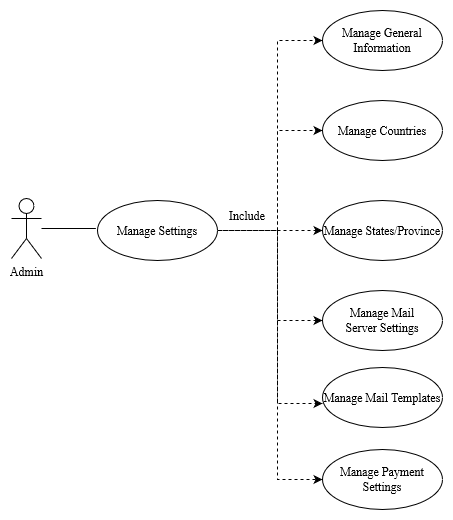 Manage General
Information
Manage Countries
Include
Manage Settings
Manage States/Province
Admin
Manage Mail
Server Settings
Manage Mail Templates
Manage Payment
Settings